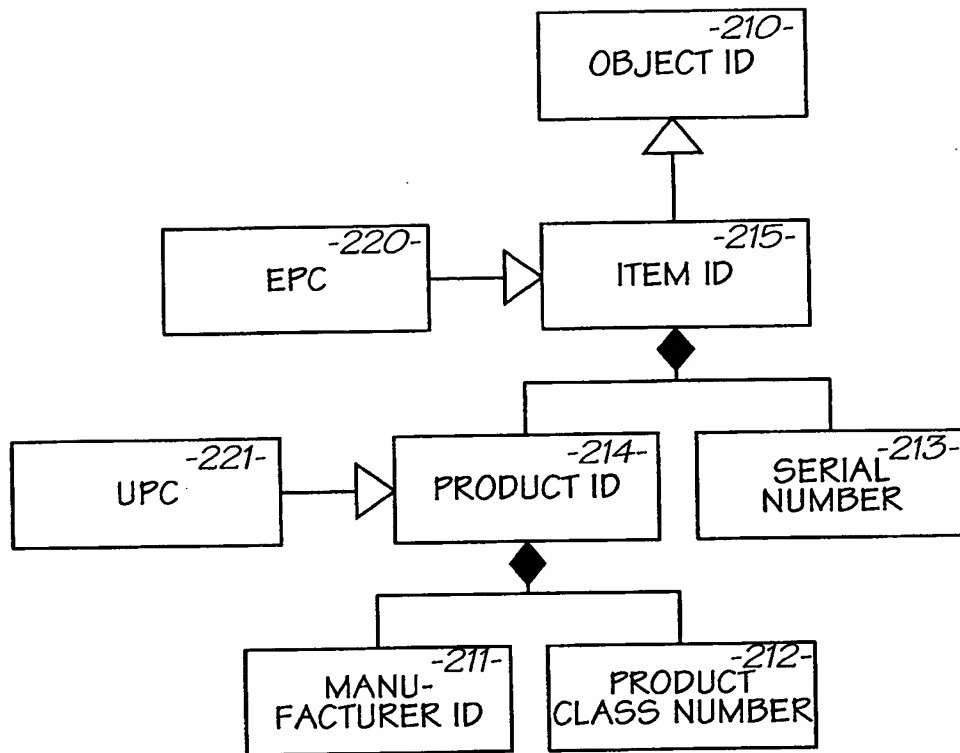 -210-
OBJECT ID
-220-
EPC
-215-
ITEM ID
-221-
UPC
-214-
PRODUCT ID
-213-
SERIAL
NUMBER
-211-
MANU-
FACTURER ID
-212-
PRODUCT
CLASS NUMBER